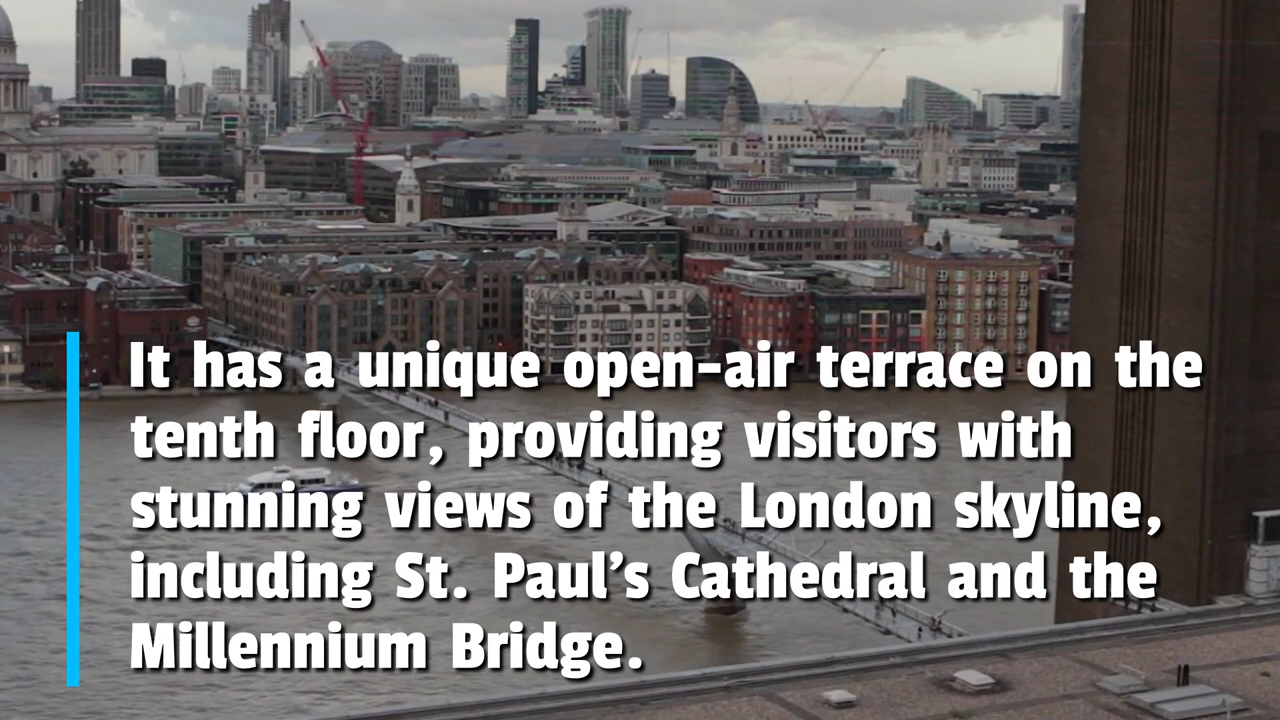 It has a unique open-air terrace on the
tenth floor, providing visitors with
stunning views of the London skyline,
including St. Paul's Cathedral and the
Millennium Bridge.